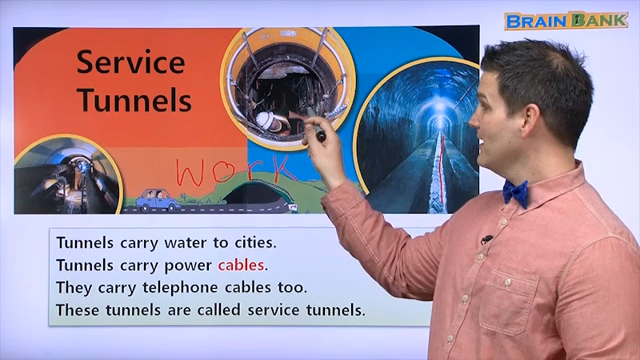 BRAIN BANK
Service
Tunnels
work
Tunnels carry water to cities.
Tunnels carry power cables.
They carry telephone cables too.
These tunnels are called service tunnels.